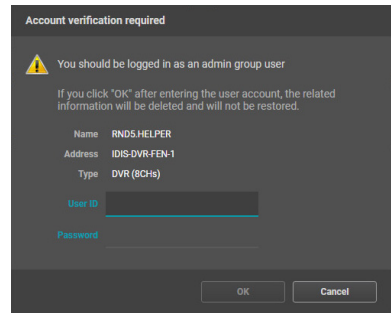 Account verification required
You should be logged in as an admin group user
If you click "OK" after entering the user account, the related
information will be deleted and will not be restored.
Name RND5.HELPER
Address IDIS-DVR-FEN-1
Type DVR (8CHs)
User ID
Password
OK Cancel